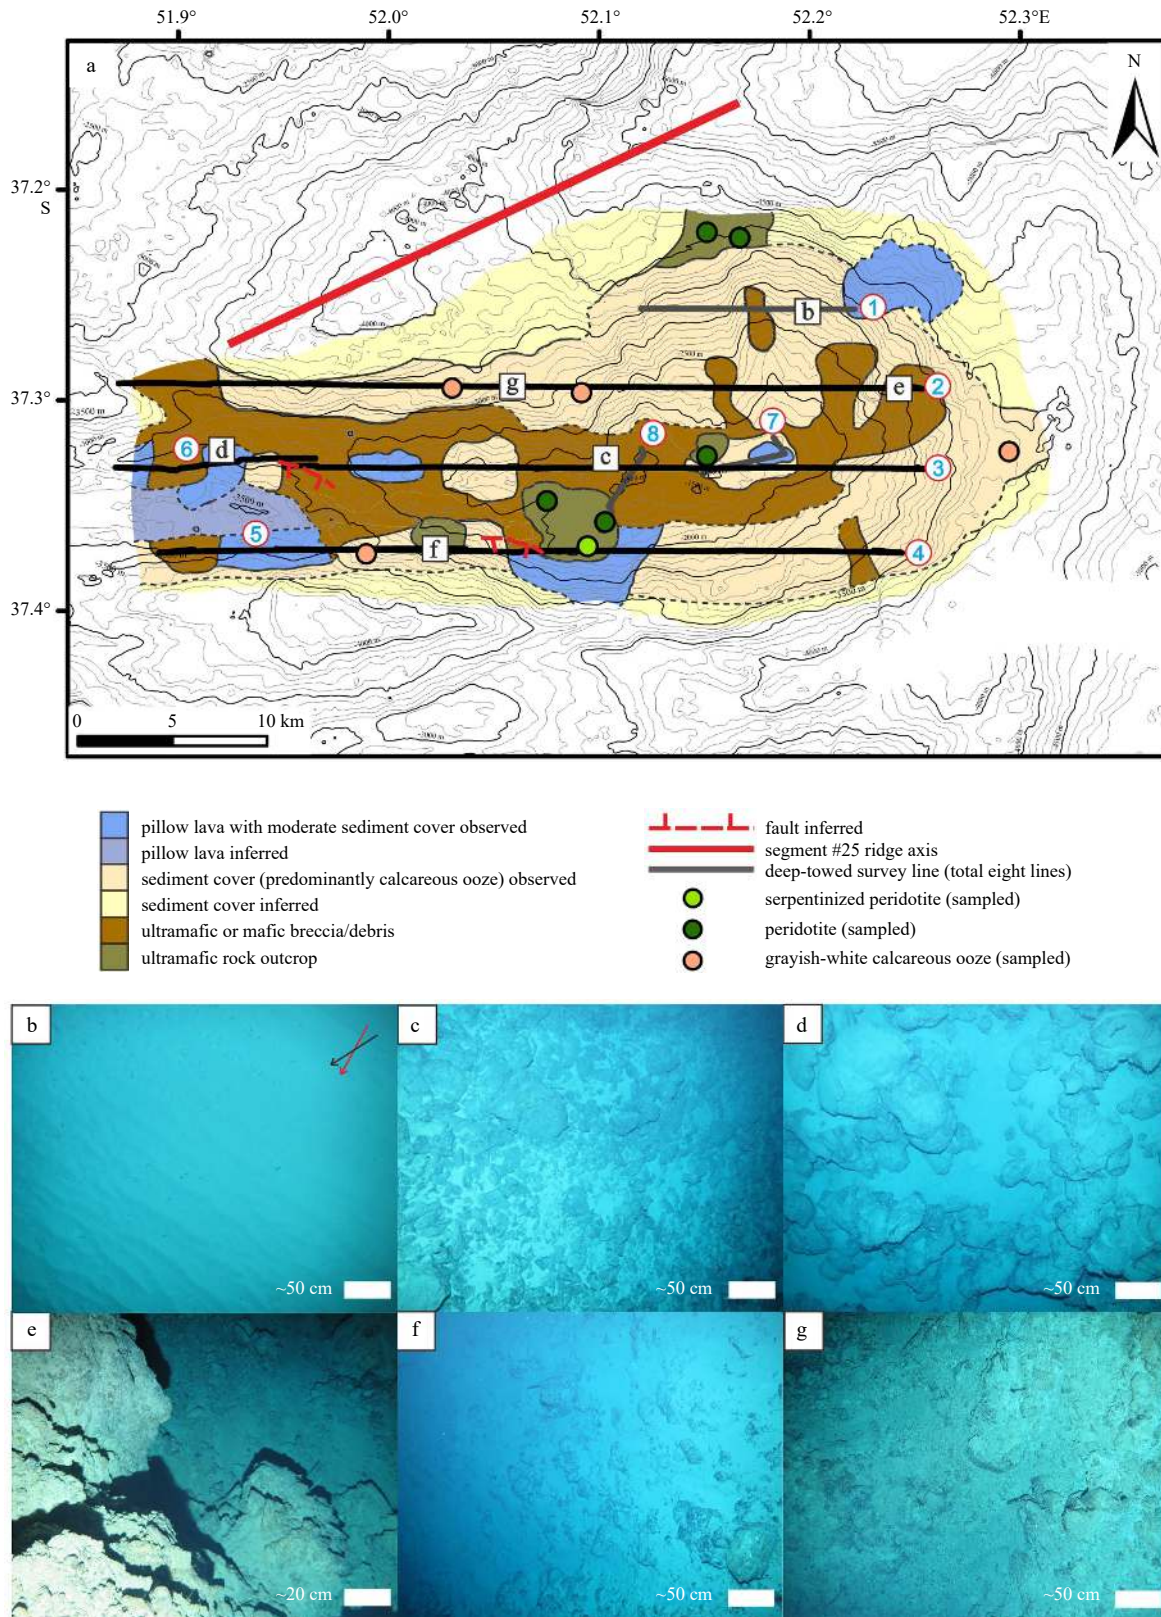 51.9° 52.0° 52.1° 52.2° 52.3°E
a
N
37.2°
S
37.3°
37.4°
b
1
g
e
2
8
7
6
d
c
3
5
f
4
0 5 10 km
pillow lava with moderate sediment cover observed
pillow lava inferred
sediment cover (predominantly calcareous ooze) observed
sediment cover inferred
ultramafic or mafic breccia/debris
ultramafic rock outcrop
fault inferred
segment #25 ridge axis
deep-towed survey line (total eight lines)
serpentinized peridotite (sampled)
peridotite (sampled)
grayish-white calcareous ooze (sampled)
b
~50 cm
c
~50 cm
d
~50 cm
e
~20 cm
f
~50 cm
g
~50 cm